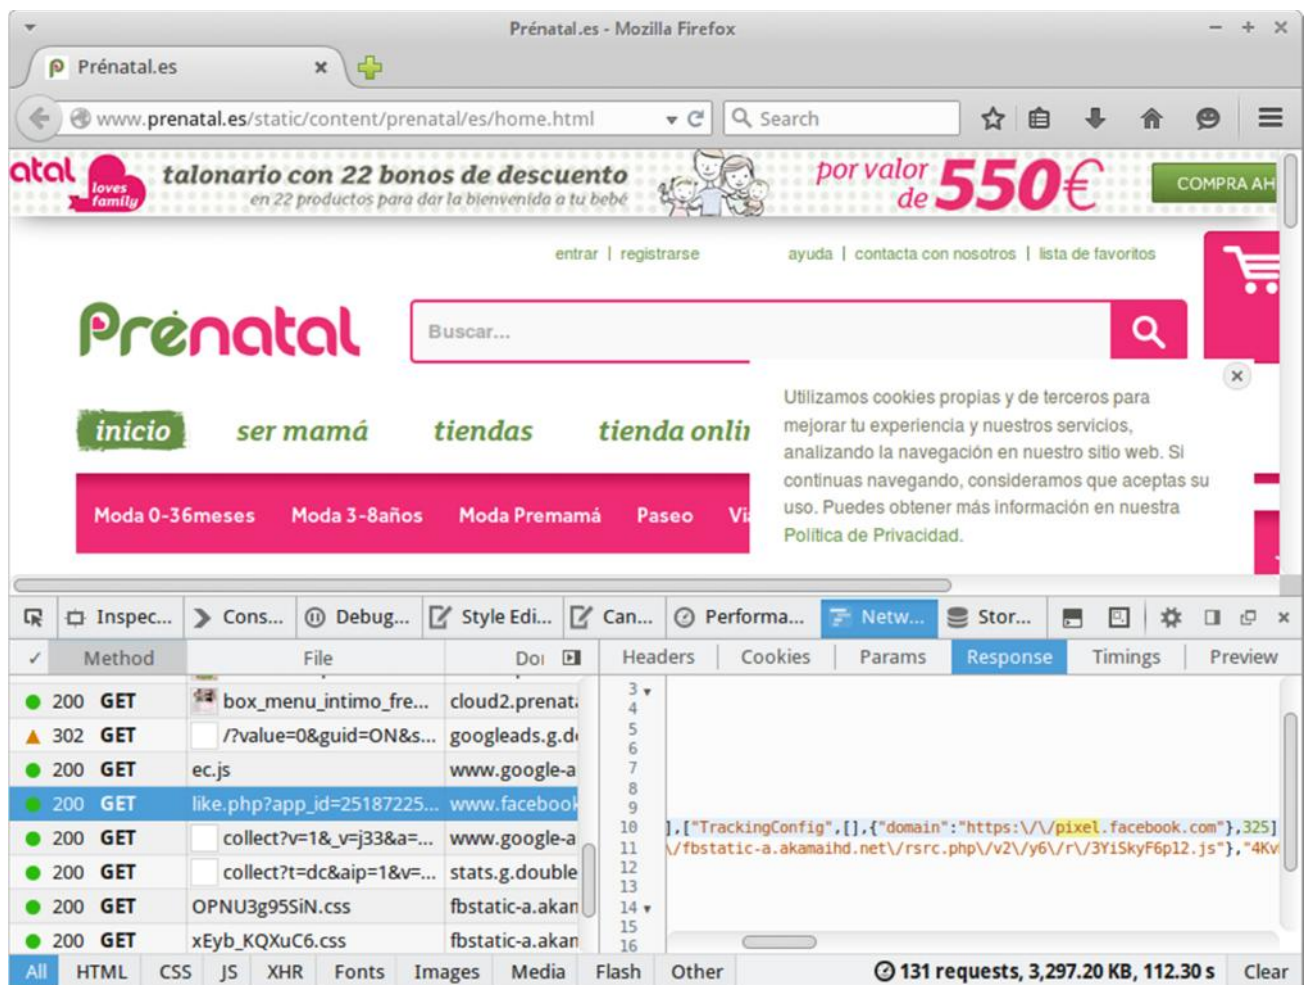 Prénatal.es - Mozilla Firefox
Prénatal.es
www.prenatal.es/static/content/prenatal/es/home.html
Search
atal loves family
talonario con 22 bonos de descuento
en 22 productos para dar la bienvenida a tu bebé
por valor de 550€
COMPRA AH
entrar | registrarse ayuda | contacta con nosotros | lista de favoritos
Prénatal
Buscar...
inicio ser mamá tiendas tienda onlin
Moda 0-36meses Moda 3-8años Moda Premamá Paseo Via
Utilizamos cookies propias y de terceros para
mejorar tu experiencia y nuestros servicios,
analizando la navegación en nuestro sitio web. Si
continuas navegando, consideramos que aceptas su
uso. Puedes obtener más información en nuestra
Política de Privacidad.
Inspec... Cons... Debug... Style Edi... Can... Performa... Netw... Stor...
✓ Method File Doı
Headers Cookies Params Response Timings Preview
200 GET box_menu_intimo_fre... cloud2.prenat
302 GET /?value=0&guid=ON&s... googleads.g.d
200 GET ec.js www.google-a
200 GET like.php?app_id=25187225... www.facebook
200 GET collect?v=1&_v=j33&a=... www.google-a
200 GET collect?t=dc&aip=1&v=... stats.g.double
200 GET OPNU3g95SiN.css fbstatic-a.akan
200 GET xEyb_KQXuC6.css fbstatic-a.akan
3
4
5
6
7
8
9
10 ],["TrackingConfig",[],{"domain":"https:\/\/pixel.facebook.com"},325]
11 \/fbstatic-a.akamaihd.net\/rsrc.php\/v2\/y6\/r\/3YiSkyF6p12.js"},"4Kv
12
13
14
15
16
All HTML CSS JS XHR Fonts Images Media Flash Other 131 requests, 3,297.20 KB, 112.30 s Clear